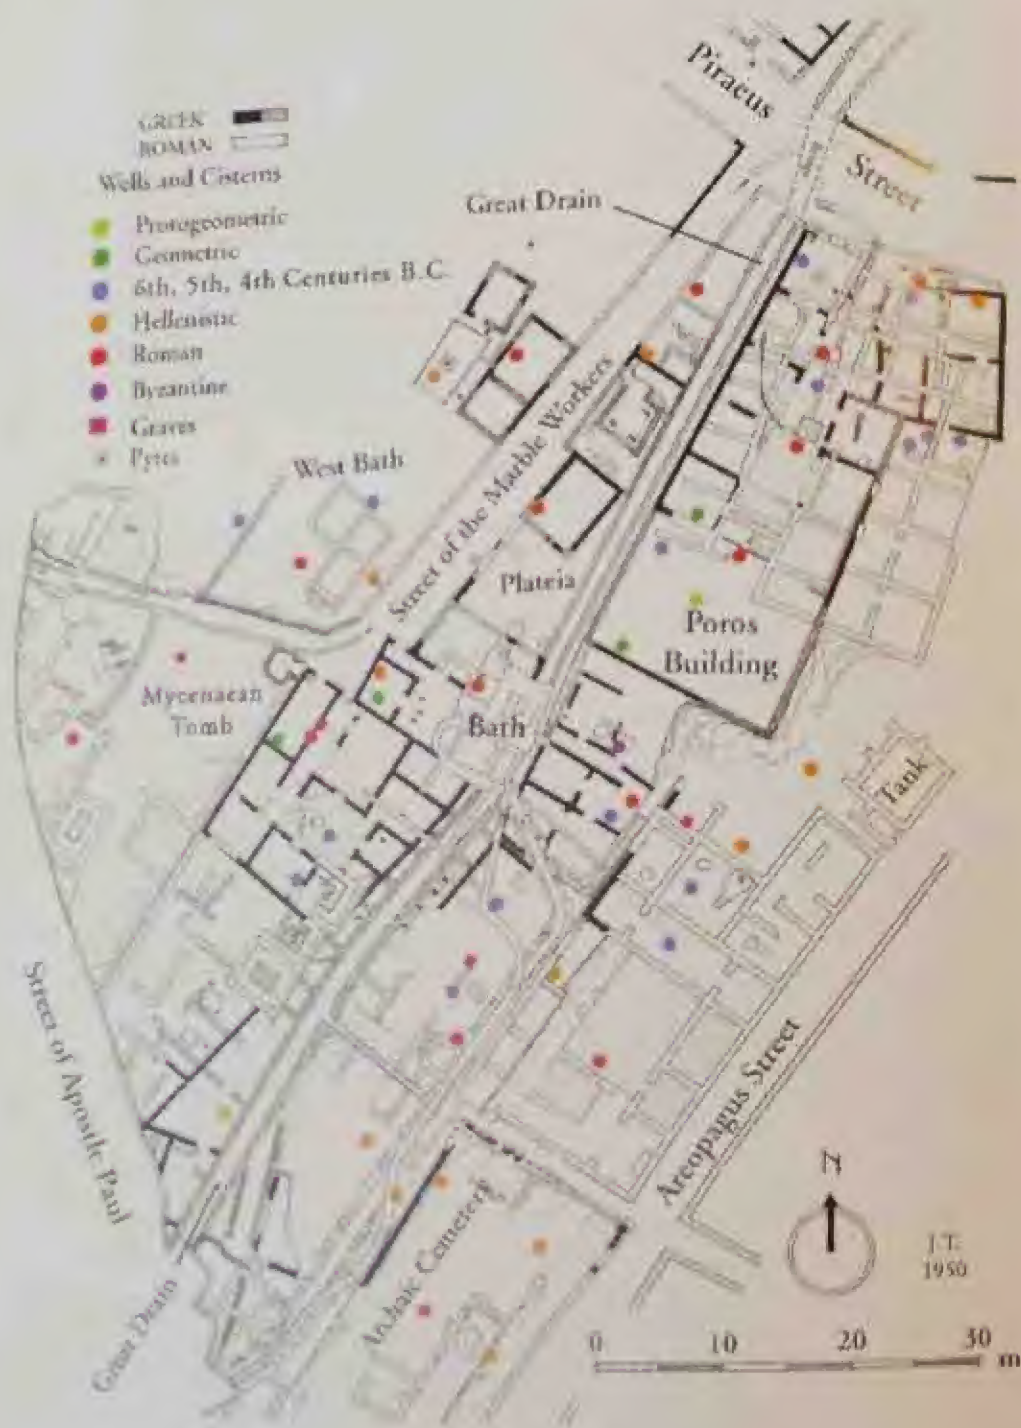 Piraeus
Street
GREEK
ROMAN
Wells and Cisterns
Protogeometric
Geometric
6th, 5th, 4th Centuries B.C.
Hellenistic
Roman
Byzantine
Graves
Pyres
Great Drain
West Bath
Street of the Marble Workers
Plateia
Poros
Building
Mycenaean
Tomb
Bath
Tank
Street of Apostle Paul
Areopagus Street
Archaic Cemetery
Great Drain
N
J.T.
1950
0 10 20 30 m